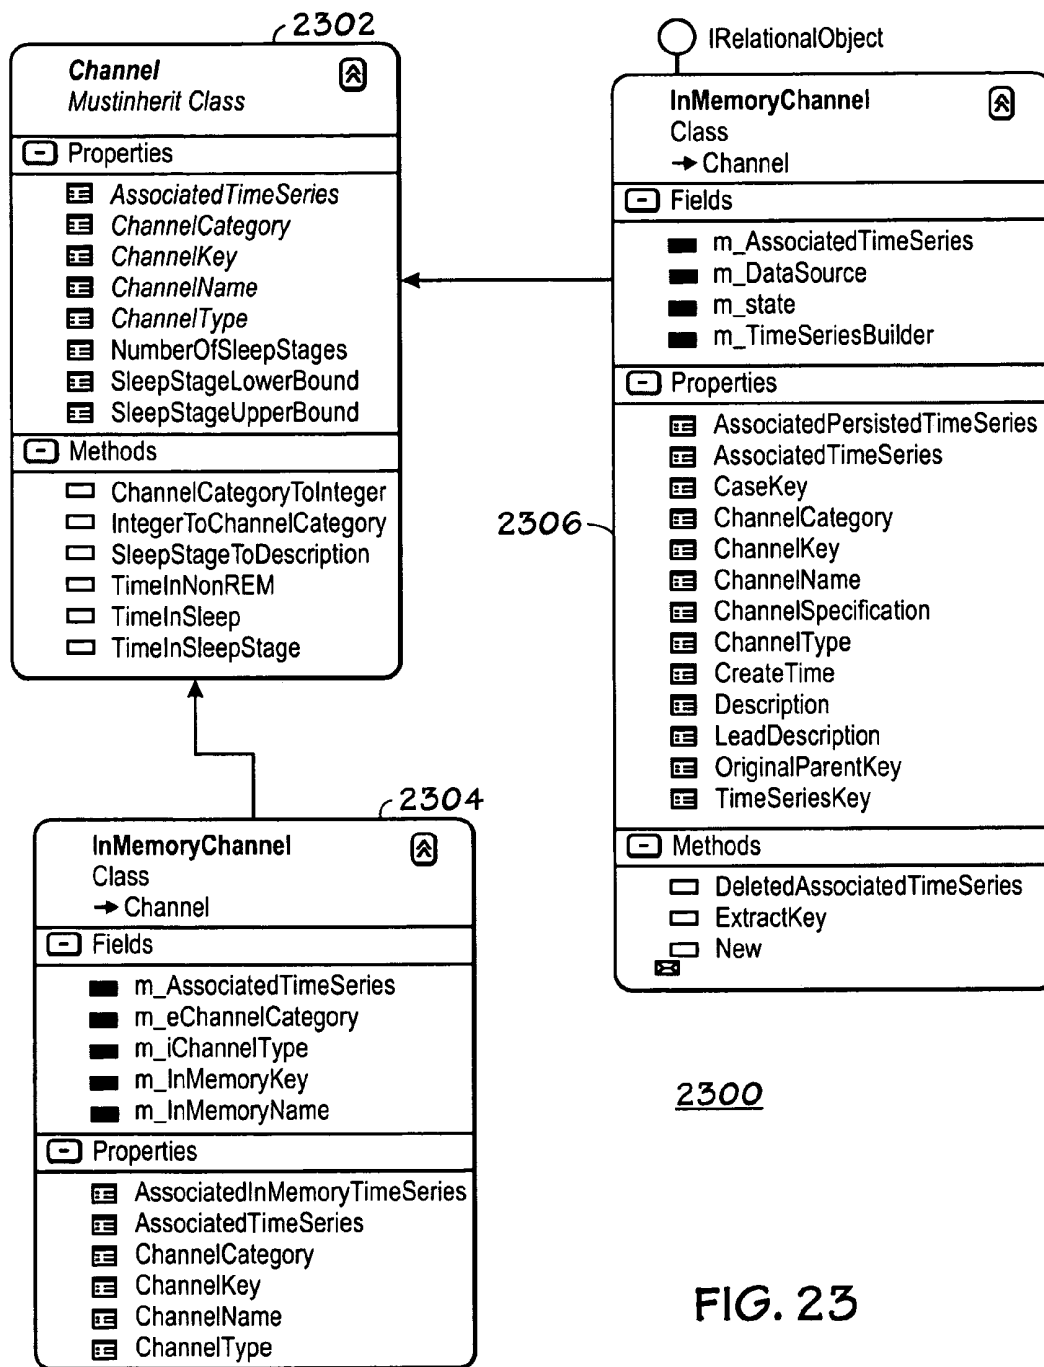 2302
Channel
Mustinherit Class
Properties
AssociatedTimeSeries
ChannelCategory
ChannelKey
ChannelName
ChannelType
NumberOfSleepStages
SleepStageLowerBound
SleepStageUpperBound
Methods
ChannelCategoryToInteger
IntegerToChannelCategory
SleepStageToDescription
TimeInNonREM
TimeInSleep
TimeInSleepStage
2304
InMemoryChannel
Class
Channel
Fields
m_AssociatedTimeSeries
m_eChannelCategory
m_iChannelType
m_InMemoryKey
m_InMemoryName
Properties
AssociatedInMemoryTimeSeries
AssociatedTimeSeries
ChannelCategory
ChannelKey
ChannelName
ChannelType
IRelationalObject
InMemoryChannel
Class
Channel
Fields
m_AssociatedTimeSeries
m_DataSource
m_state
m_TimeSeriesBuilder
Properties
AssociatedPersistedTimeSeries
AssociatedTimeSeries
CaseKey
ChannelCategory
ChannelKey
ChannelName
ChannelSpecification
ChannelType
CreateTime
Description
LeadDescription
OriginalParentKey
TimeSeriesKey
2306
Methods
DeletedAssociatedTimeSeries
ExtractKey
New
2300
FIG. 23